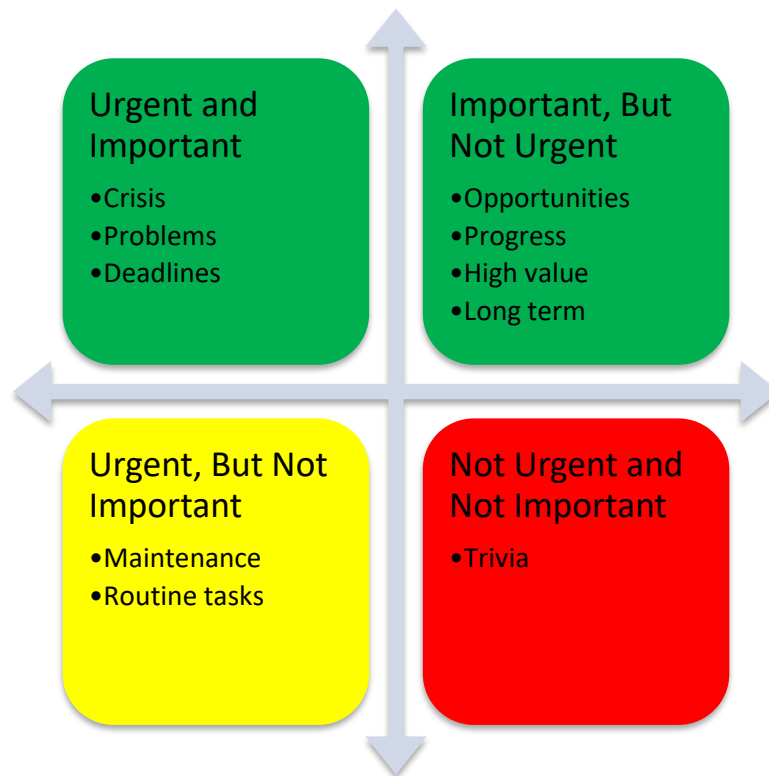 Urgent and
Important
•Crisis
•Problems
•Deadlines
Important, But
Not Urgent
•Opportunities
•Progress
•High value
•Long term
Urgent, But Not
Important
•Maintenance
•Routine tasks
Not Urgent and
Not Important
•Trivia